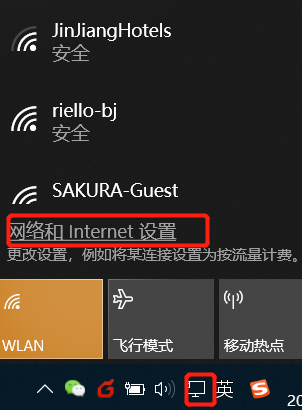 JinJiangHotels
安全
riello-bj
安全
SAKURA-Guest
网络和 Internet 设置
更改设置，例如将某连接设置为按流量计费。
WLAN
飞行模式
移动热点
英
20